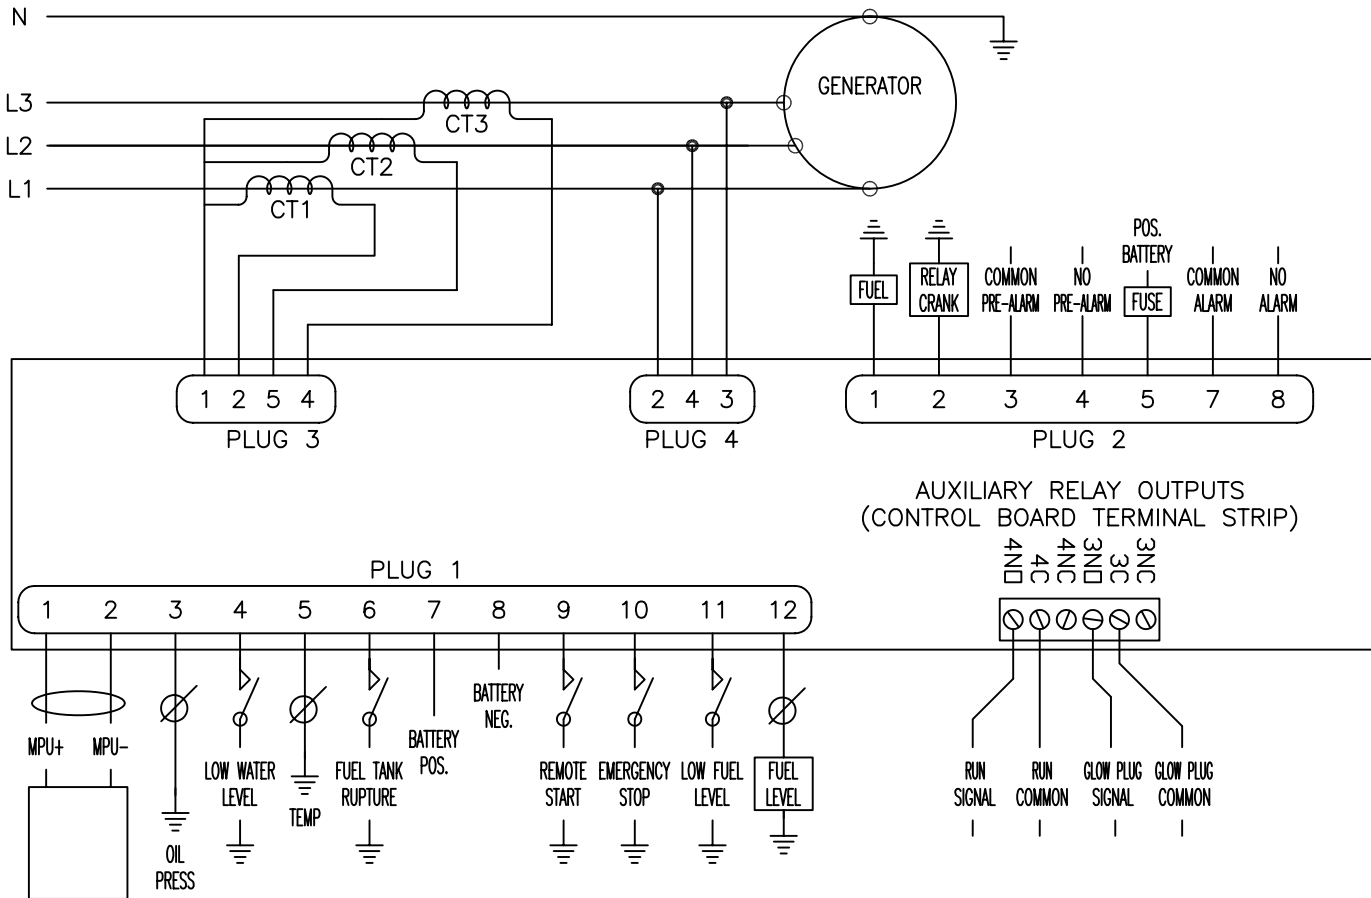 N
GENERATOR
L3
CT3
L2
CT2
L1
CT1
POS.
BATTERY
FUEL
RELAY
CRANK
COMMON
PRE-ALARM
NO
PRE-ALARM
FUSE
COMMON
ALARM
NO
ALARM
1 2 5 4
2 4 3
1 2 3 4 5 7 8
PLUG 3
PLUG 4
PLUG 2
AUXILIARY RELAY OUTPUTS
(CONTROL BOARD TERMINAL STRIP)
4NO
4C
4NC
3NO
3C
3NC
PLUG 1
1 2 3 4 5 6 7 8 9 10 11 12
MPU+
MPU-
OIL
PRESS
LOW WATER
LEVEL
TEMP
FUEL TANK
RUPTURE
BATTERY
POS.
BATTERY
NEG.
REMOTE
START
EMERGENCY
STOP
LOW FUEL
LEVEL
FUEL
LEVEL
RUN
SIGNAL
RUN
COMMON
GLOW PLUG
SIGNAL
GLOW PLUG
COMMON